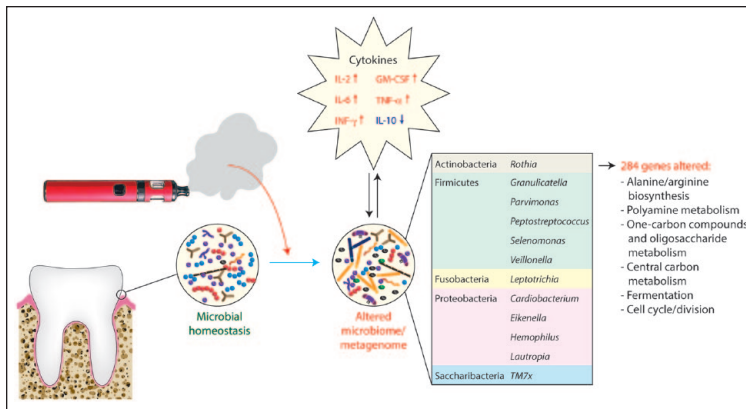 Cytokines
IL-2 ↑ GM-CSF ↑
IL-6 ↑ TNF-α ↑
INF-γ ↑ IL-10 ↓
Microbial
homeostasis
Altered
microbiome/
metagenome
Actinobacteria Rothia
Firmicutes Granulicatella
Parvimonas
Peptostreptococcus
Selenomonas
Veillonella
Fusobacteria Leptotrichia
Proteobacteria Cardiobacterium
Eikenella
Hemophilus
Lautropia
Saccharibacteria TM7x
284 genes altered:
- Alanine/arginine
biosynthesis
- Polyamine metabolism
- One-carbon compounds
and oligosaccharide
metabolism
- Central carbon
metabolism
- Fermentation
- Cell cycle/division